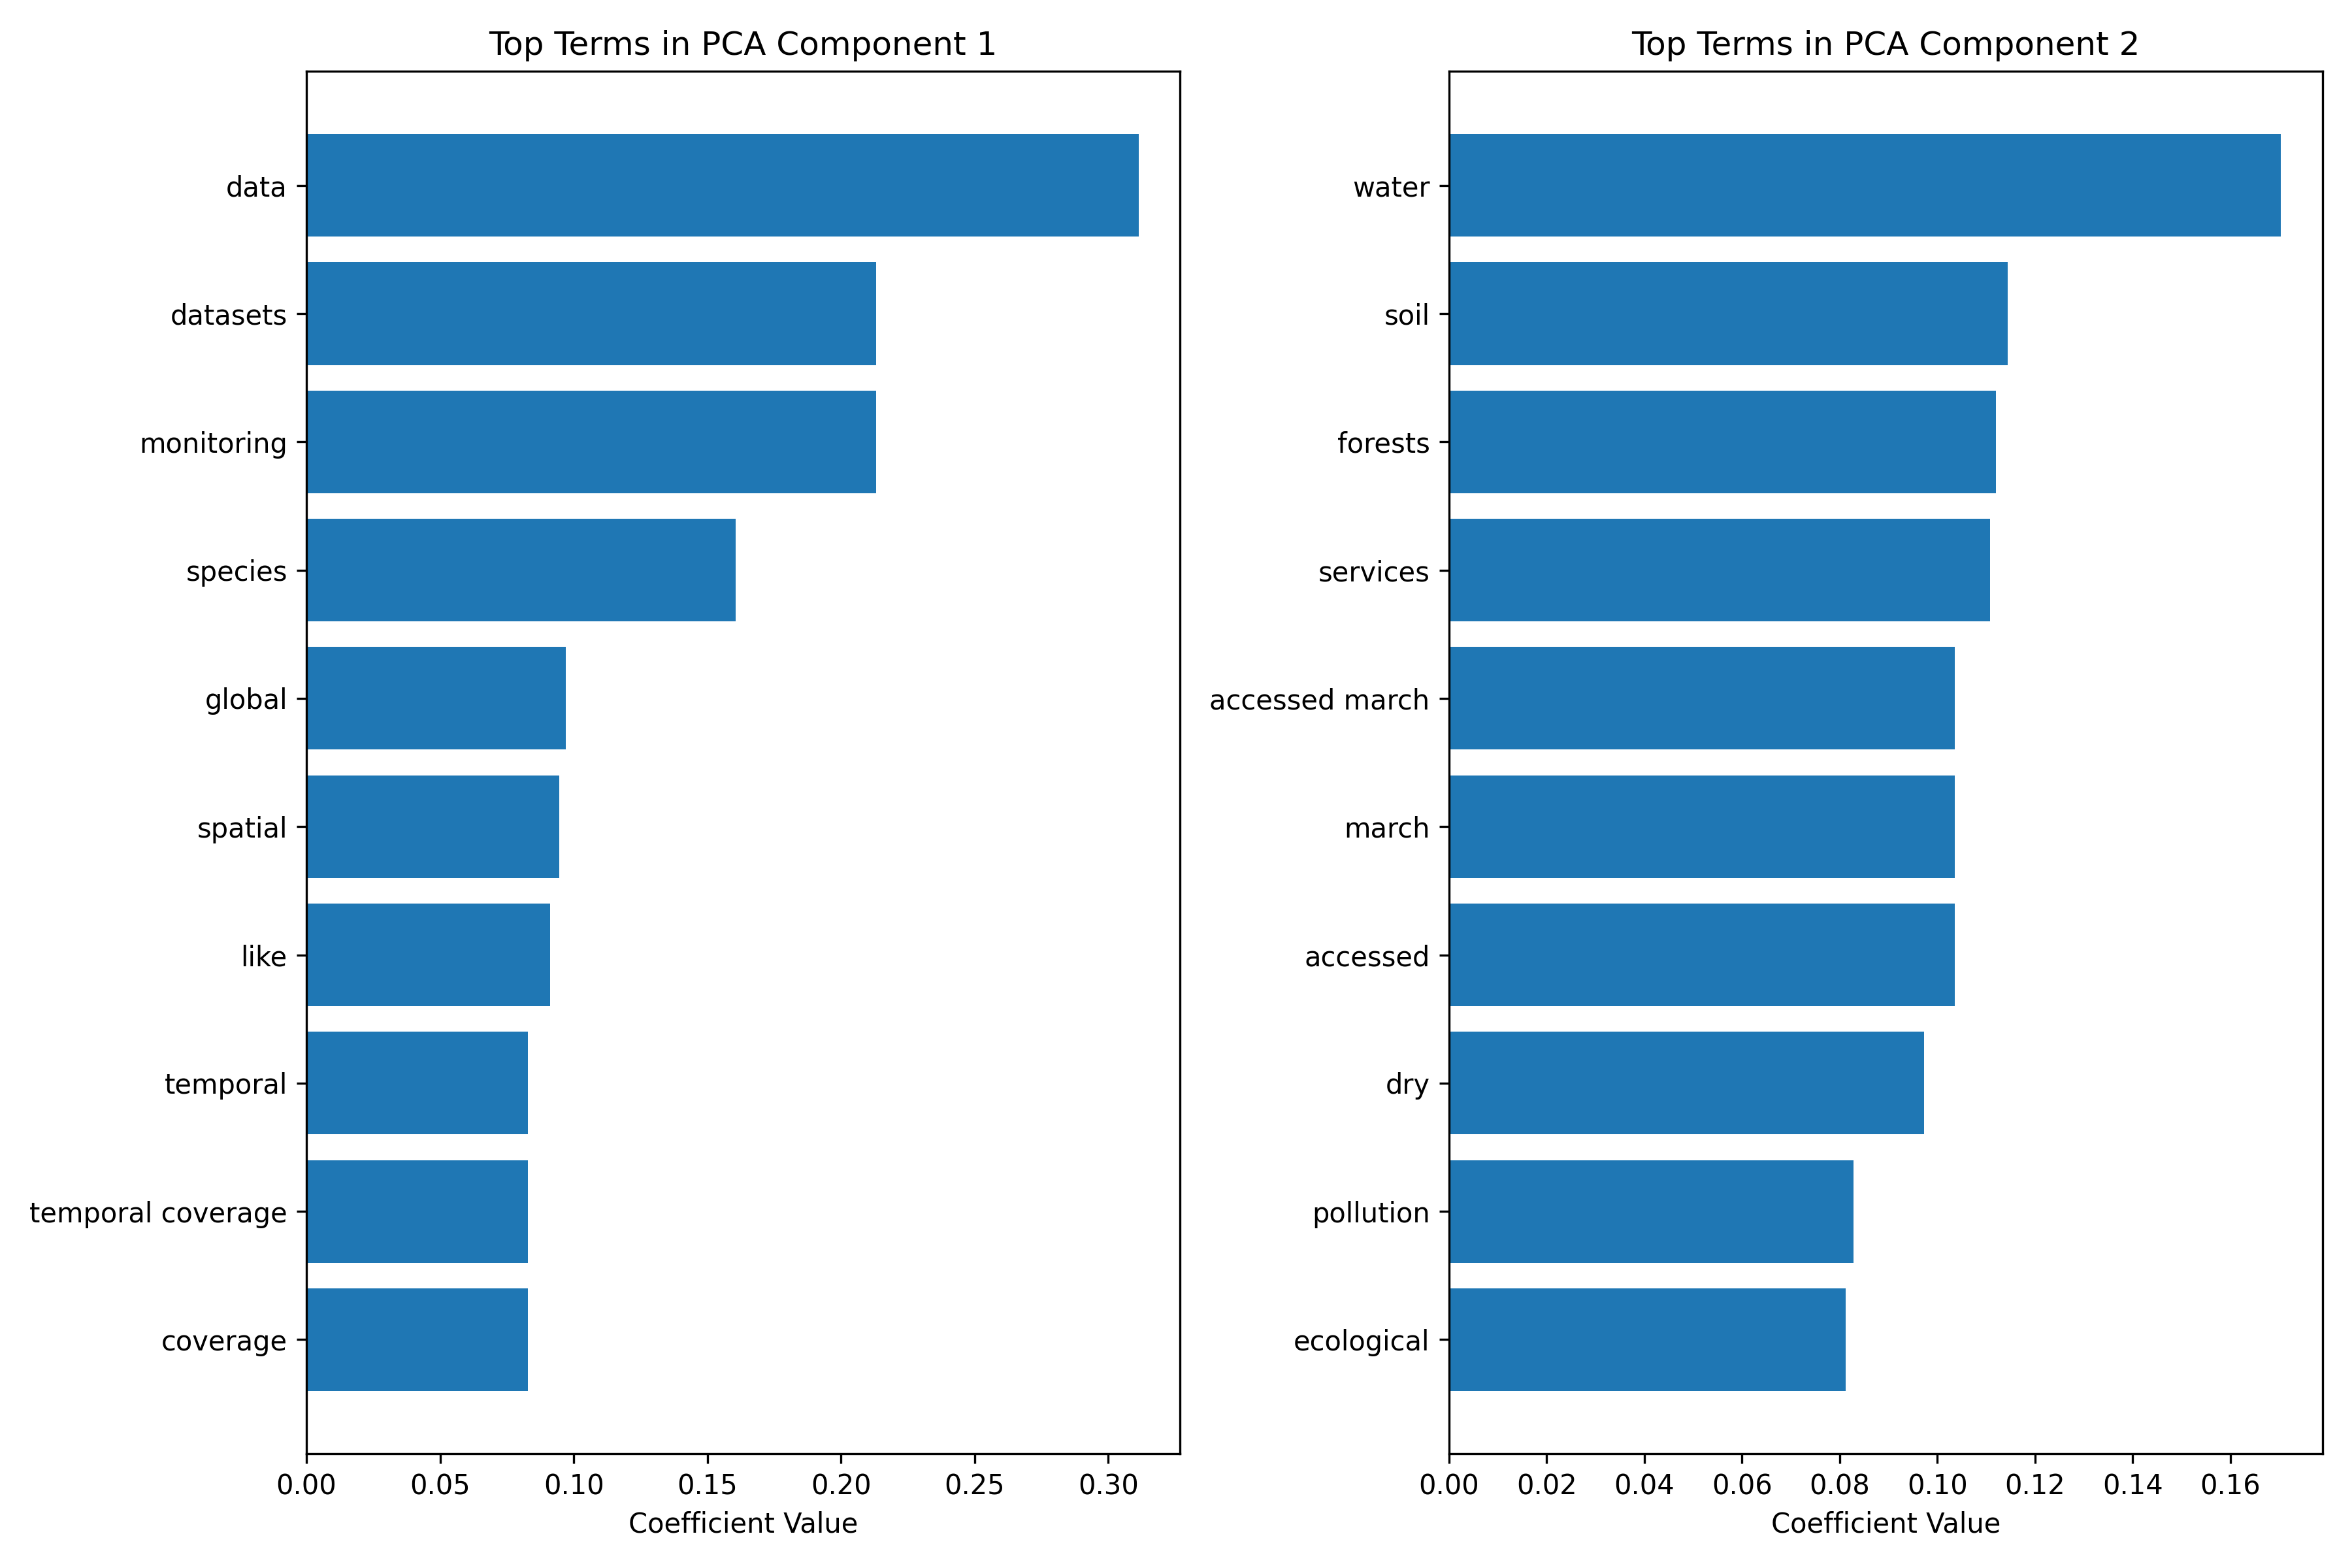 Top Terms in PCA Component 1
data
datasets
monitoring
species
global
spatial
like
temporal
temporal coverage
coverage
0.00 0.05 0.10 0.15 0.20 0.25 0.30
Coefficient Value
Top Terms in PCA Component 2
water
soil
forests
services
accessed march
march
accessed
dry
pollution
ecological
0.00 0.02 0.04 0.06 0.08 0.10 0.12 0.14 0.16
Coefficient Value